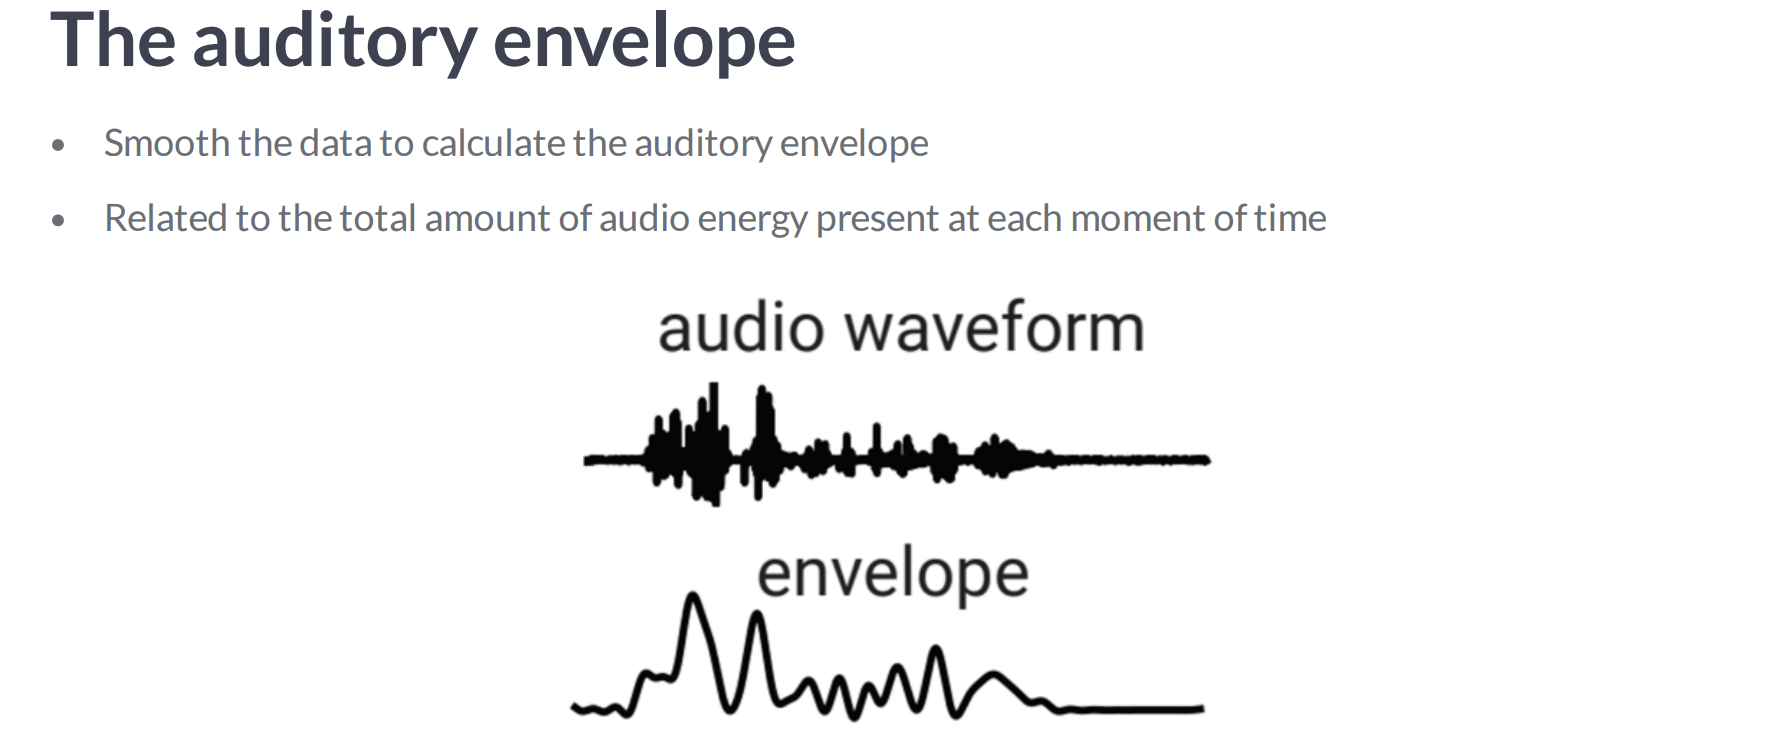 The auditory envelope
• Smooth the data to calculate the auditory envelope
• Related to the total amount of audio energy present at each moment of time
audio waveform
envelope